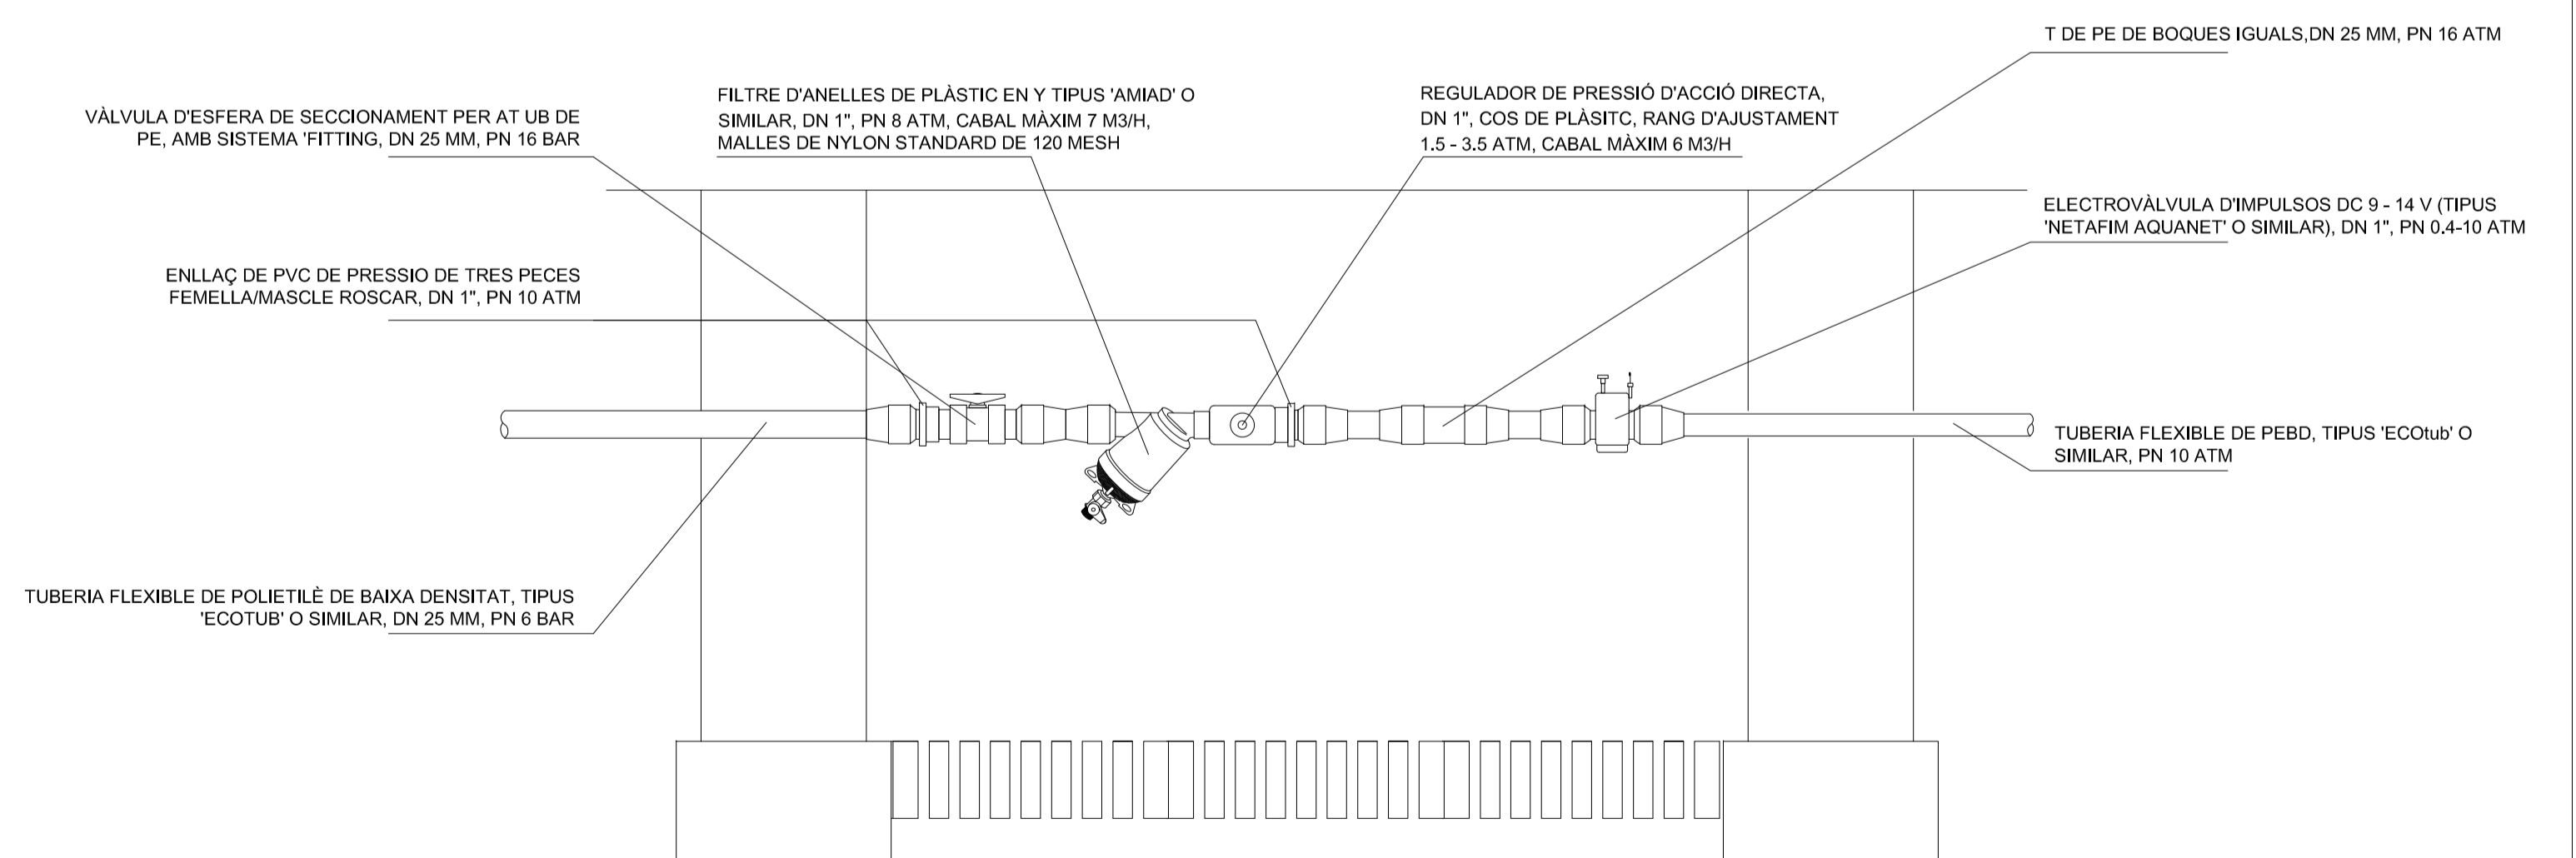 T DE PE DE BOQUES IGUALS,DN 25 MM, PN 16 ATM
VÀLVULA D'ESFERA DE SECCIONAMENT PER AT UB DE
PE, AMB SISTEMA 'FITTING, DN 25 MM, PN 16 BAR
FILTRE D'ANELLES DE PLÀSTIC EN Y TIPUS 'AMIAD' O
SIMILAR, DN 1", PN 8 ATM, CABAL MÀXIM 7 M3/H,
MALLES DE NYLON STANDARD DE 120 MESH
REGULADOR DE PRESSIÓ D'ACCIÓ DIRECTA,
DN 1", COS DE PLÀSITC, RANG D'AJUSTAMENT
1.5 - 3.5 ATM, CABAL MÀXIM 6 M3/H
ELECTROVÀLVULA D'IMPULSOS DC 9 - 14 V (TIPUS
'NETAFIM AQUANET' O SIMILAR), DN 1", PN 0.4-10 ATM
ENLLAÇ DE PVC DE PRESSIO DE TRES PECES
FEMELLA/MASCLE ROSCAR, DN 1", PN 10 ATM
TUBERIA FLEXIBLE DE PEBD, TIPUS 'ECOtub' O
SIMILAR, PN 10 ATM
TUBERIA FLEXIBLE DE POLIETILÈ DE BAIXA DENSITAT, TIPUS
'ECOTUB' O SIMILAR, DN 25 MM, PN 6 BAR